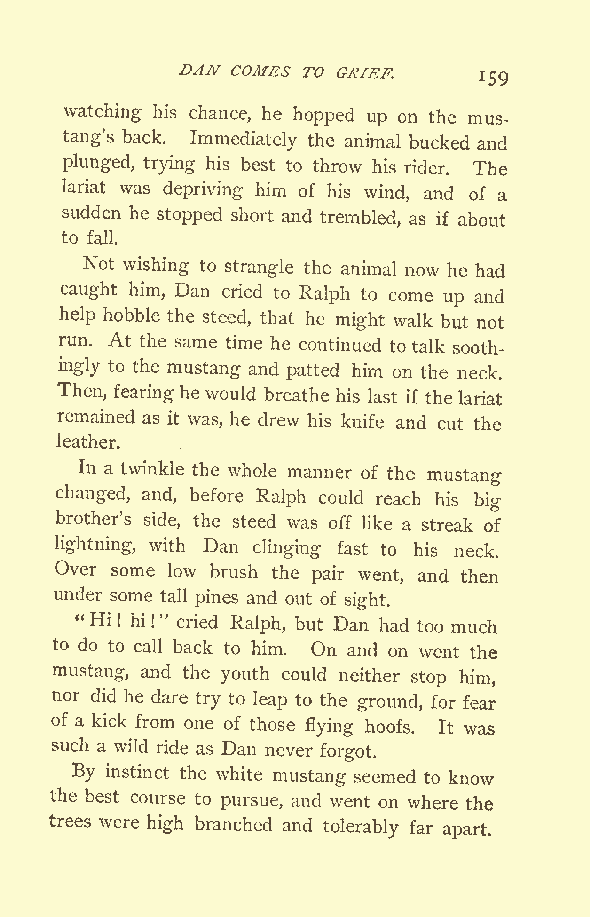 DAN COMES TO GRIEF. 159
watching his chance, he hopped up on the mus-
tang's back. Immediately the animal bucked and
plunged, trying his best to throw his rider. The
lariat was depriving him of his wind, and of a
sudden he stopped short and trembled, as if about
to fall.
Not wishing to strangle the animal now he had
caught him, Dan cried to Ralph to come up and
help hobble the steed, that he might walk but not
run. At the same time he continued to talk sooth-
ingly to the mustang and patted him on the neck.
Then, fearing he would breathe his last if the lariat
remained as it was, he drew his knife and cut the
leather.
In a twinkle the whole manner of the mustang
changed, and, before Ralph could reach his big
brother's side, the steed was off like a streak of
lightning, with Dan clinging fast to his neck.
Over some low brush the pair went, and then
under some tall pines and out of sight.
"Hi! hi!" cried Ralph, but Dan had too much
to do to call back to him. On and on went the
mustang, and the youth could neither stop him,
nor did he dare try to leap to the ground, for fear
of a kick from one of those flying hoofs. It was
such a wild ride as Dan never forgot.
By instinct the white mustang seemed to know
the best course to pursue, and went on where the
trees were high branched and tolerably far apart.